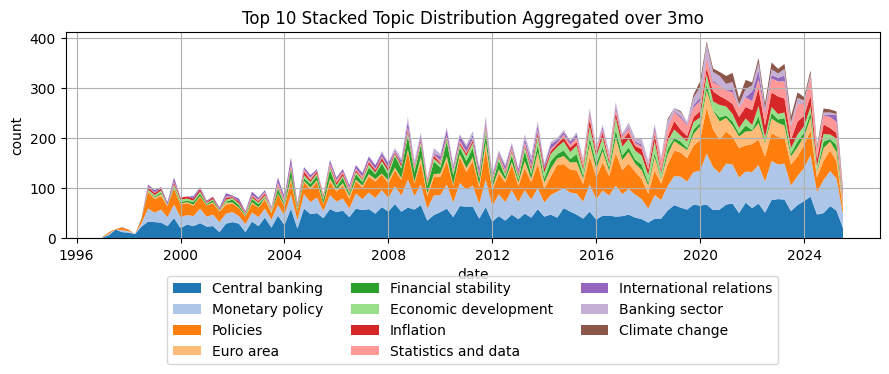 Top 10 Stacked Topic Distribution Aggregated over 3mo
400
300
200
100
0
count
1996 2000 2004 2008 2012 2016 2020 2024
date
Central banking Financial stability International relations
Monetary policy Economic development Banking sector
Policies Inflation Climate change
Euro area Statistics and data